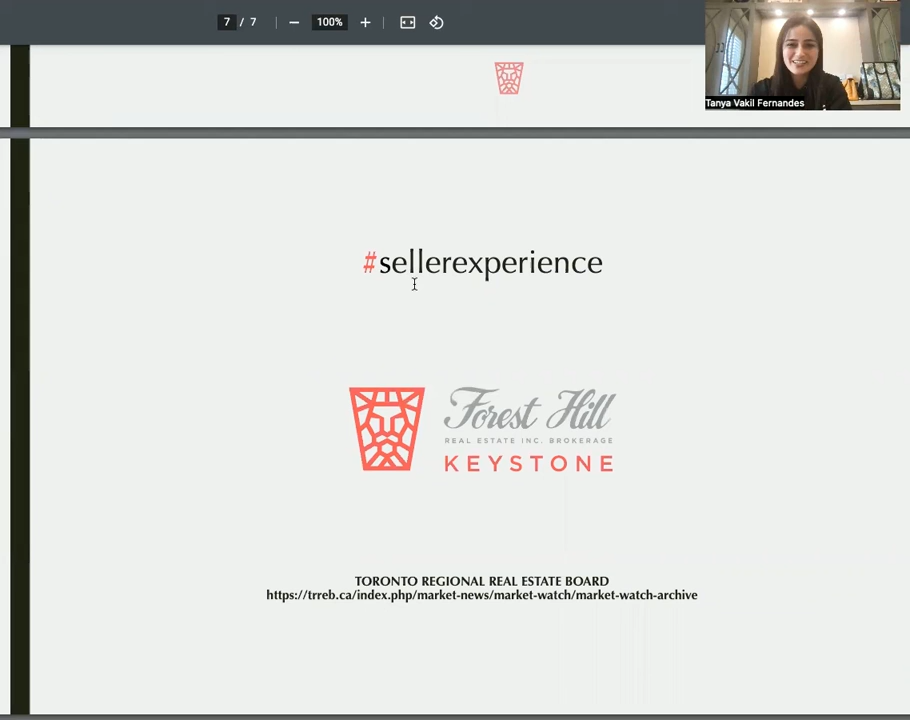 7 / 7
100%
Tanya Vakil Fernandes
#sellerexperience
Forest Hill
REAL ESTATE INC. BROKERAGE
KEYSTONE
TORONTO REGIONAL REAL ESTATE BOARD
https://trreb.ca/index.php/market-news/market-watch/market-watch-archive